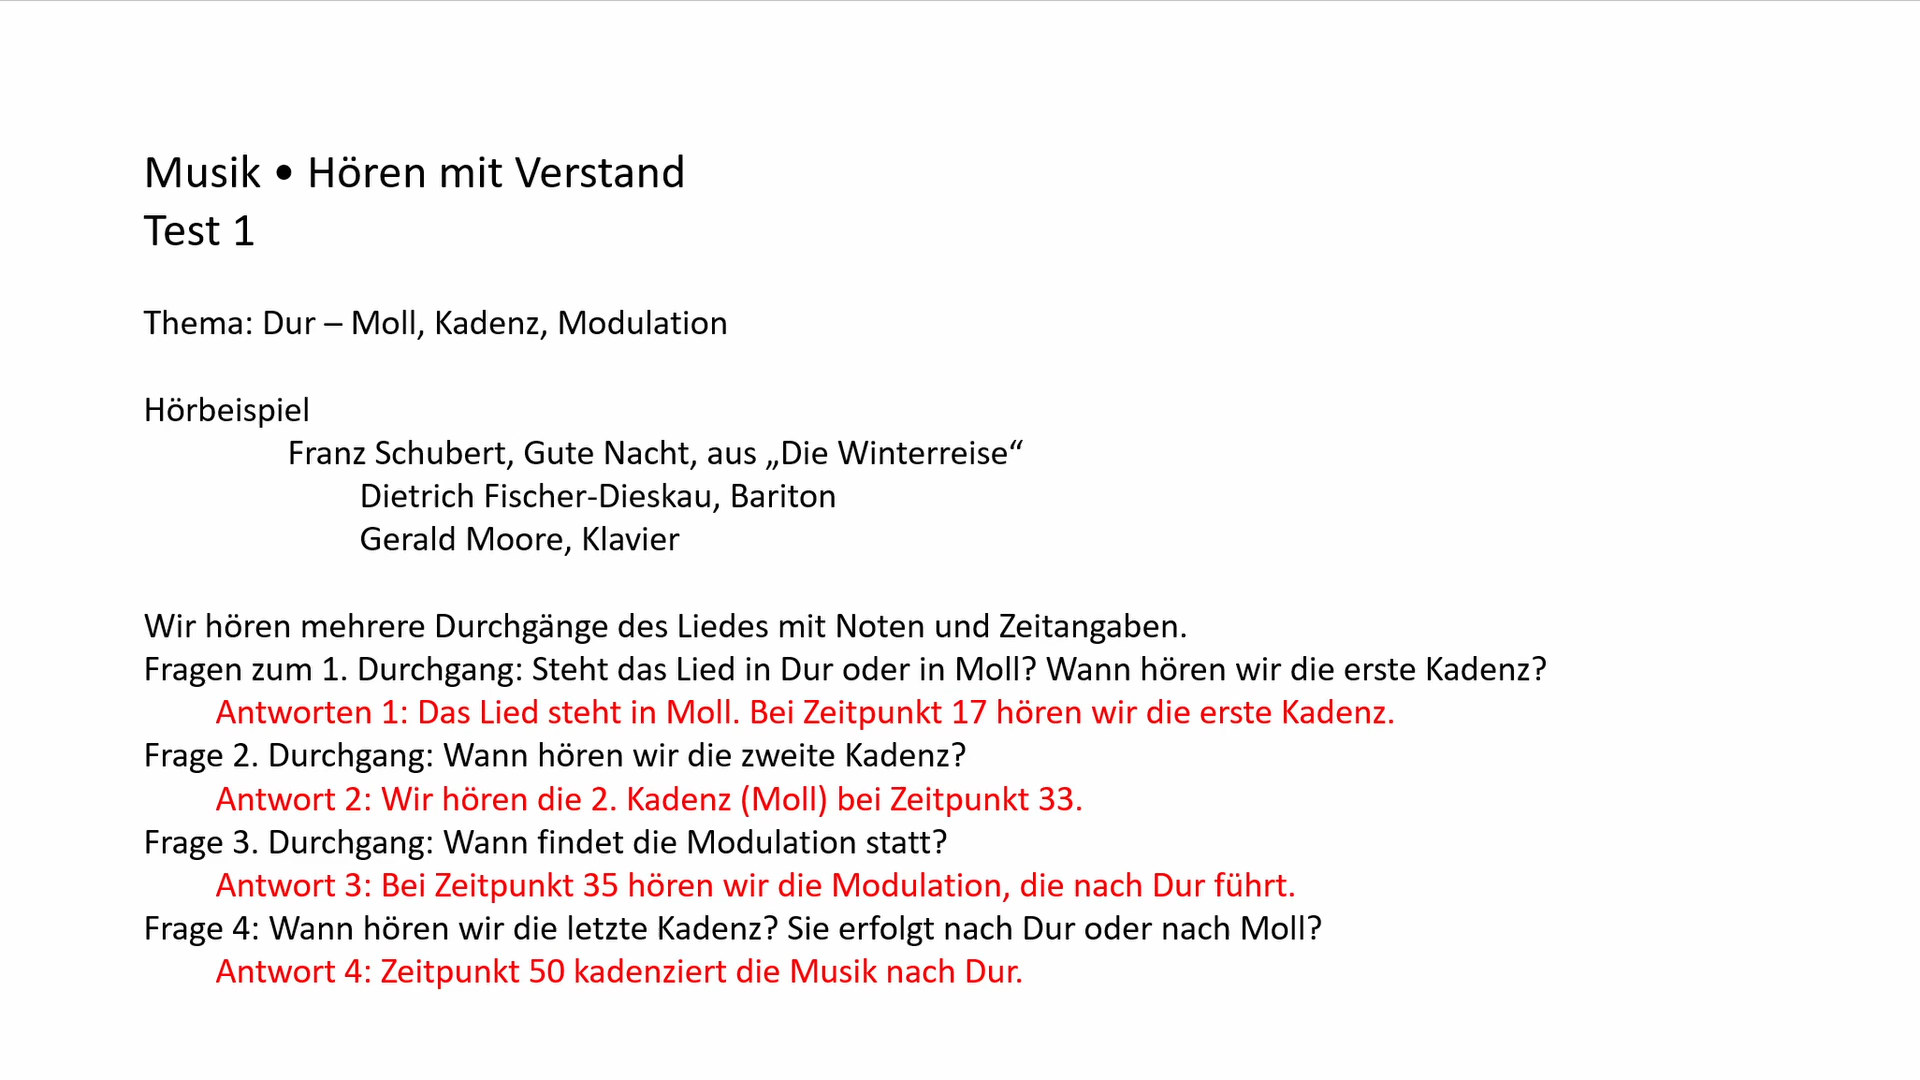 Musik • Hören mit Verstand
Test 1
Thema: Dur – Moll, Kadenz, Modulation
Hörbeispiel
Franz Schubert, Gute Nacht, aus „Die Winterreise“
Dietrich Fischer-Dieskau, Bariton
Gerald Moore, Klavier
Wir hören mehrere Durchgänge des Liedes mit Noten und Zeitangaben.
Fragen zum 1. Durchgang: Steht das Lied in Dur oder in Moll? Wann hören wir die erste Kadenz?
Antworten 1: Das Lied steht in Moll. Bei Zeitpunkt 17 hören wir die erste Kadenz.
Frage 2. Durchgang: Wann hören wir die zweite Kadenz?
Antwort 2: Wir hören die 2. Kadenz (Moll) bei Zeitpunkt 33.
Frage 3. Durchgang: Wann findet die Modulation statt?
Antwort 3: Bei Zeitpunkt 35 hören wir die Modulation, die nach Dur führt.
Frage 4: Wann hören wir die letzte Kadenz? Sie erfolgt nach Dur oder nach Moll?
Antwort 4: Zeitpunkt 50 kadenziert die Musik nach Dur.